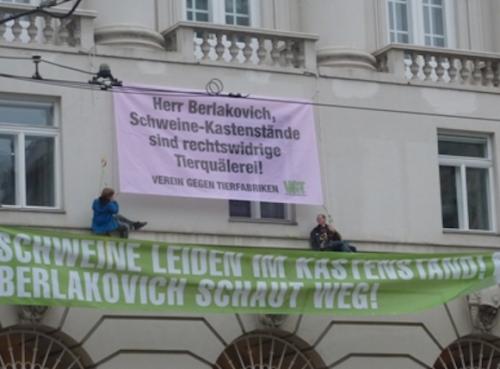 Herr Berlakovich,
Schweine-Kastenstände
sind rechtswidrige
Tierquälerei!
VEREIN GEGEN TIERFABRIKEN VGT
SCHWEINE LEIDEN IM KASTENSTAND!
BERLAKOVICH SCHAUT WEG!